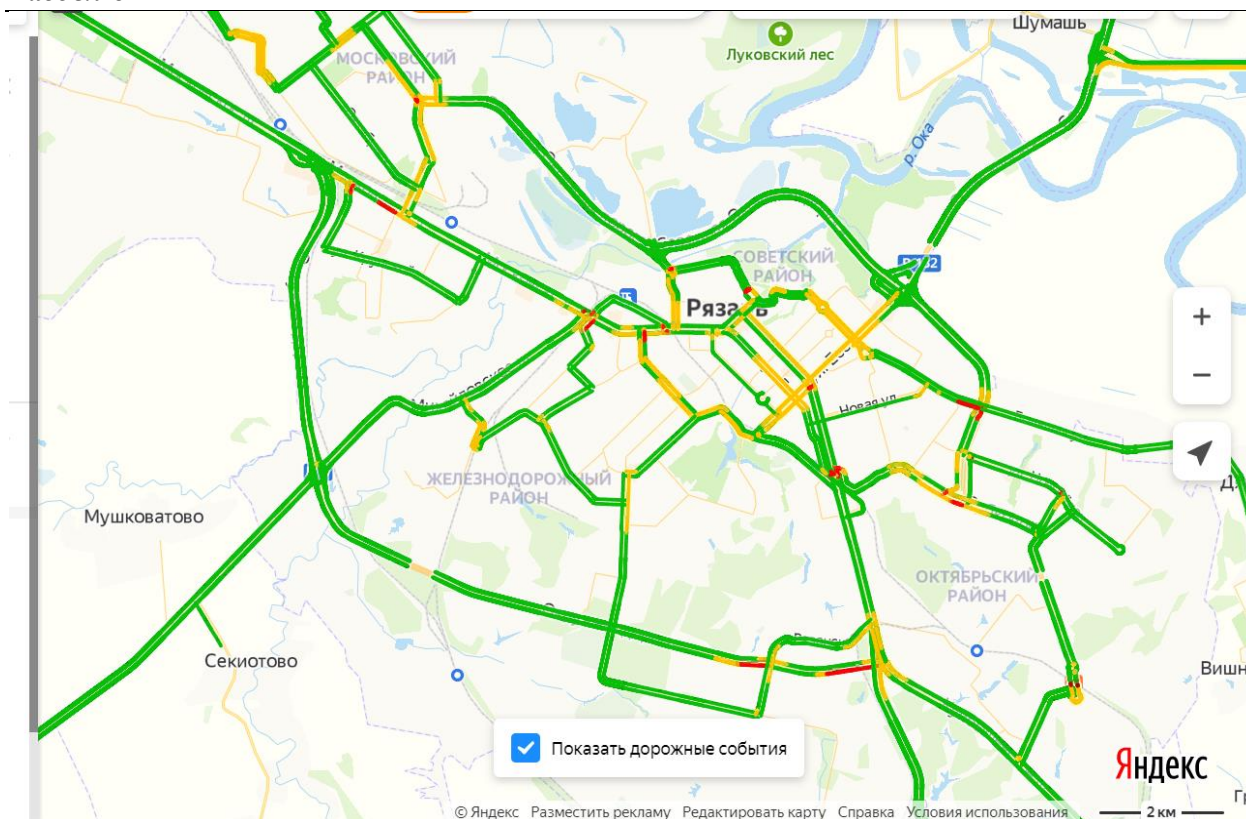 Шумашь
Луковский лес
МОСКОВСКИЙ
РАЙОН
р. Ока
СОВЕТСКИЙ
РАЙОН
Рязань
Новая ул.
ЖЕЛЕЗНОДОРОЖНЫЙ
РАЙОН
Мушковатово
ОКТЯБРЬСКИЙ
РАЙОН
Секиотово
Вишн
Показать дорожные события
Яндекс
© Яндекс Разместить рекламу Редактировать карту Справка Условия использования 2 км